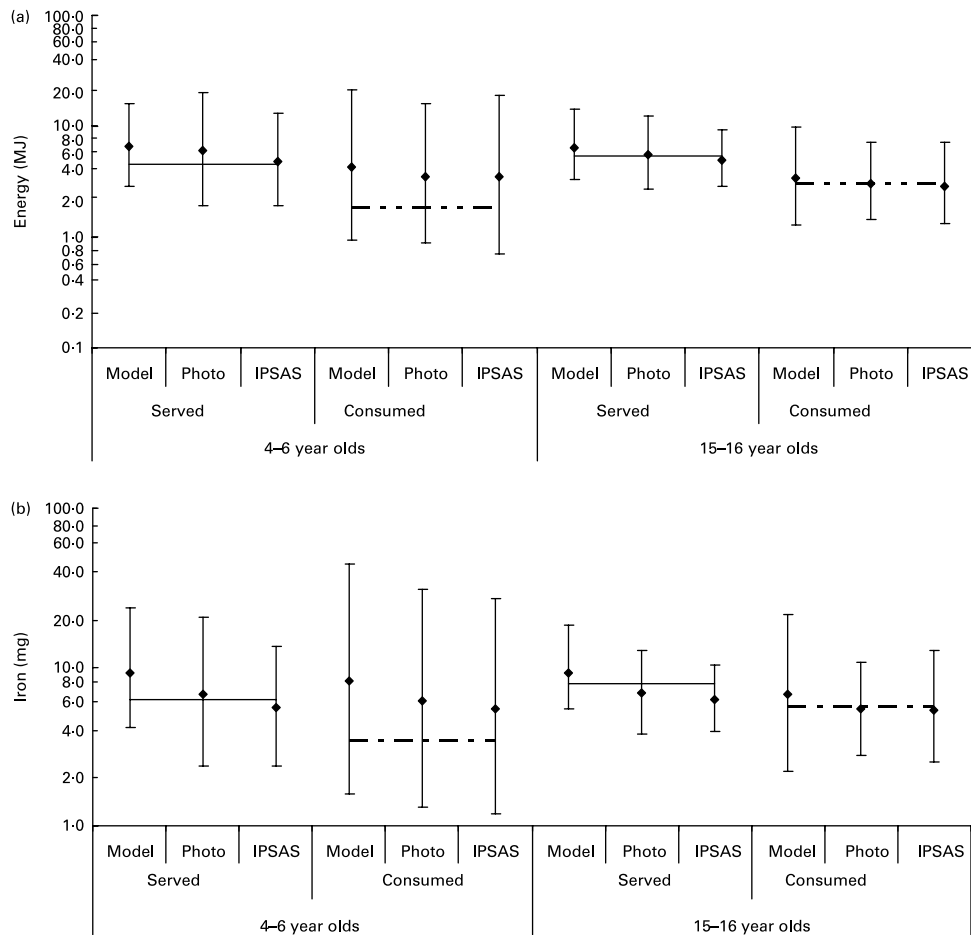 (a)
Energy (MJ)
100·0
80·0
60·0
40·0
20·0
10·0
8·0
6·0
4·0
2·0
1·0
0·8
0·6
0·4
0·2
0·1
Model Photo IPSAS Model Photo IPSAS Model Photo IPSAS Model Photo IPSAS
Served Consumed Served Consumed
4–6 year olds 15–16 year olds
(b)
Iron (mg)
100·0
80·0
60·0
40·0
20·0
10·0
8·0
6·0
4·0
2·0
1·0
Model Photo IPSAS Model Photo IPSAS Model Photo IPSAS Model Photo IPSAS
Served Consumed Served Consumed
4–6 year olds 15–16 year olds